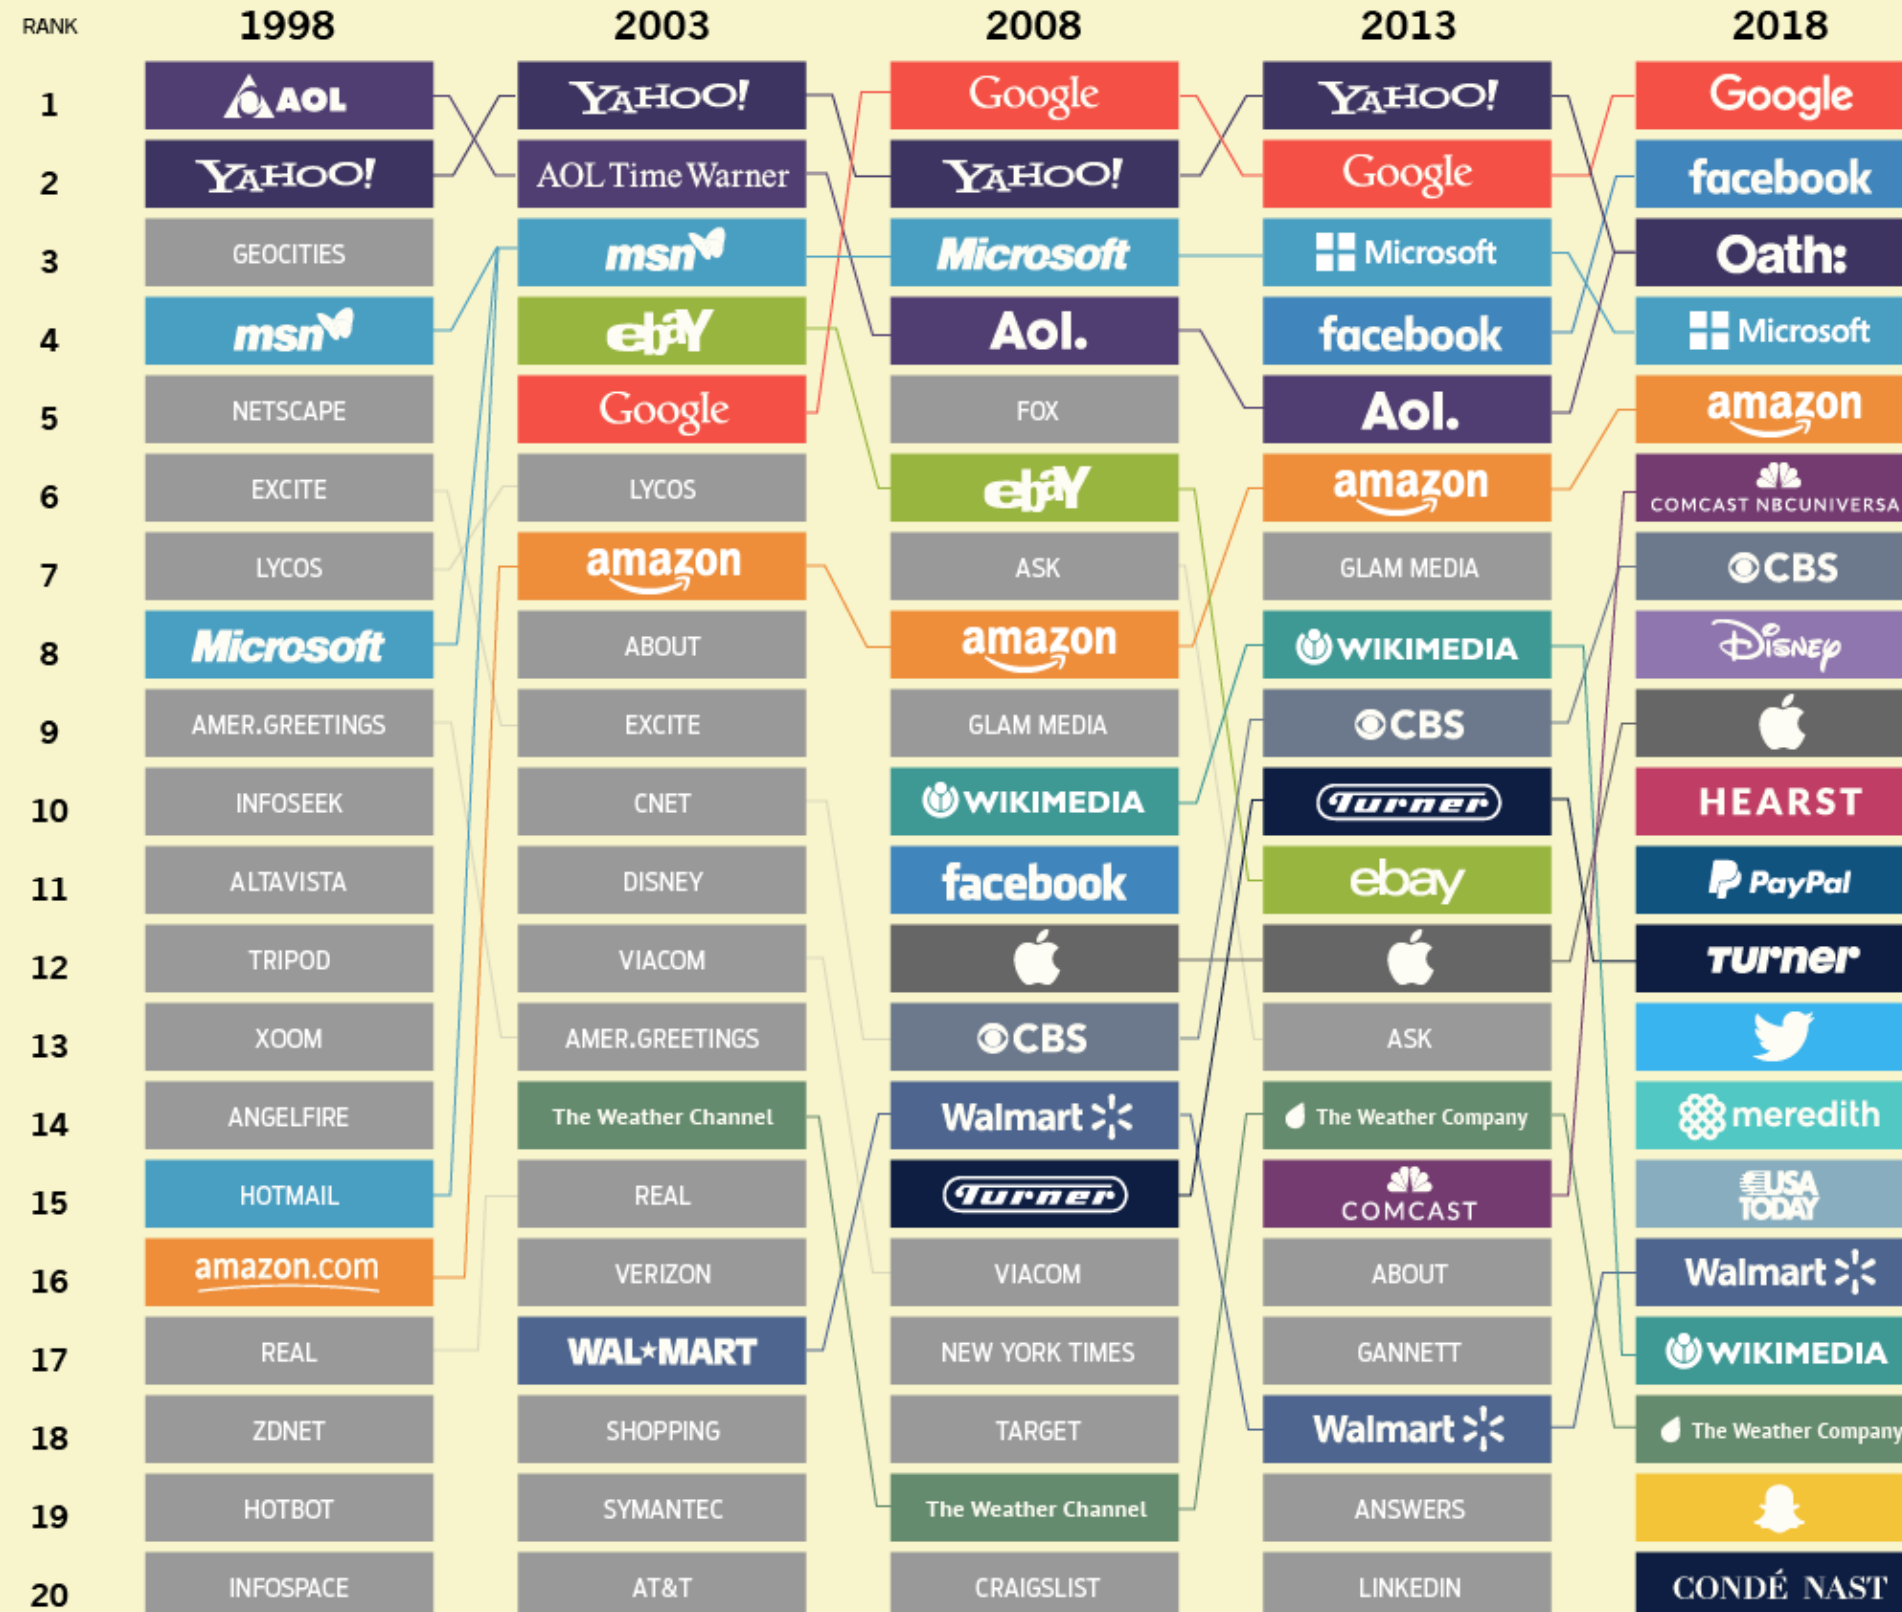 RANK 1998 2003 2008 2013 2018
1 AOL YAHOO! Google YAHOO! Google
2 YAHOO! AOL Time Warner YAHOO! Google facebook
3 GEOCITIES msn Microsoft Microsoft Oath:
4 msn ebaY Aol. facebook Microsoft
5 NETSCAPE Google FOX Aol. amazon
6 EXCITE LYCOS ebaY amazon COMCAST NBCUNIVERSA
7 LYCOS amazon ASK GLAM MEDIA CBS
8 Microsoft ABOUT amazon WIKIMEDIA DISNEY
9 AMER.GREETINGS EXCITE GLAM MEDIA CBS
10 INFOSEEK CNET WIKIMEDIA Turner HEARST
11 ALTAVISTA DISNEY facebook ebay PayPal
12 TRIPOD VIACOM Turner
13 XOOM AMER.GREETINGS CBS ASK
14 ANGELFIRE The Weather Channel Walmart The Weather Company meredith
15 HOTMAIL REAL Turner COMCAST USA TODAY
16 amazon.com VERIZON VIACOM ABOUT Walmart
17 REAL WAL★MART NEW YORK TIMES GANNETT WIKIMEDIA
18 ZDNET SHOPPING TARGET Walmart The Weather Company
19 HOTBOT SYMANTEC The Weather Channel ANSWERS
20 INFOSPACE AT&T CRAIGSLIST LINKEDIN CONDÉ NAST